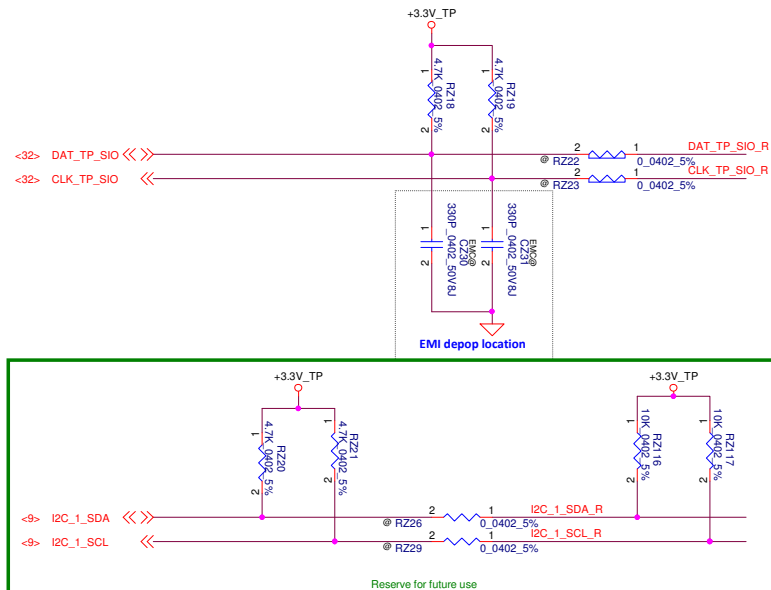 +3.3V_TP
1
4.7K_0402_5%
RZ18
2
1
4.7K_0402_5%
RZ19
2
<32> DAT_TP_SIO
@ RZ22
2
1
0_0402_5%
DAT_TP_SIO_R
<32> CLK_TP_SIO
@ RZ23
2
1
0_0402_5%
CLK_TP_SIO_R
1
330P_0402_50V8J
CZ30
EMC@
2
1
330P_0402_50V8J
CZ31
EMC@
2
EMI depop location
+3.3V_TP
1
4.7K_0402_5%
RZ20
2
1
4.7K_0402_5%
RZ21
2
+3.3V_TP
1
10K_0402_5%
RZ116
2
1
10K_0402_5%
RZ117
2
<9> I2C_1_SDA
@ RZ26
2
1
0_0402_5%
I2C_1_SDA_R
<9> I2C_1_SCL
@ RZ29
2
1
0_0402_5%
I2C_1_SCL_R
Reserve for future use